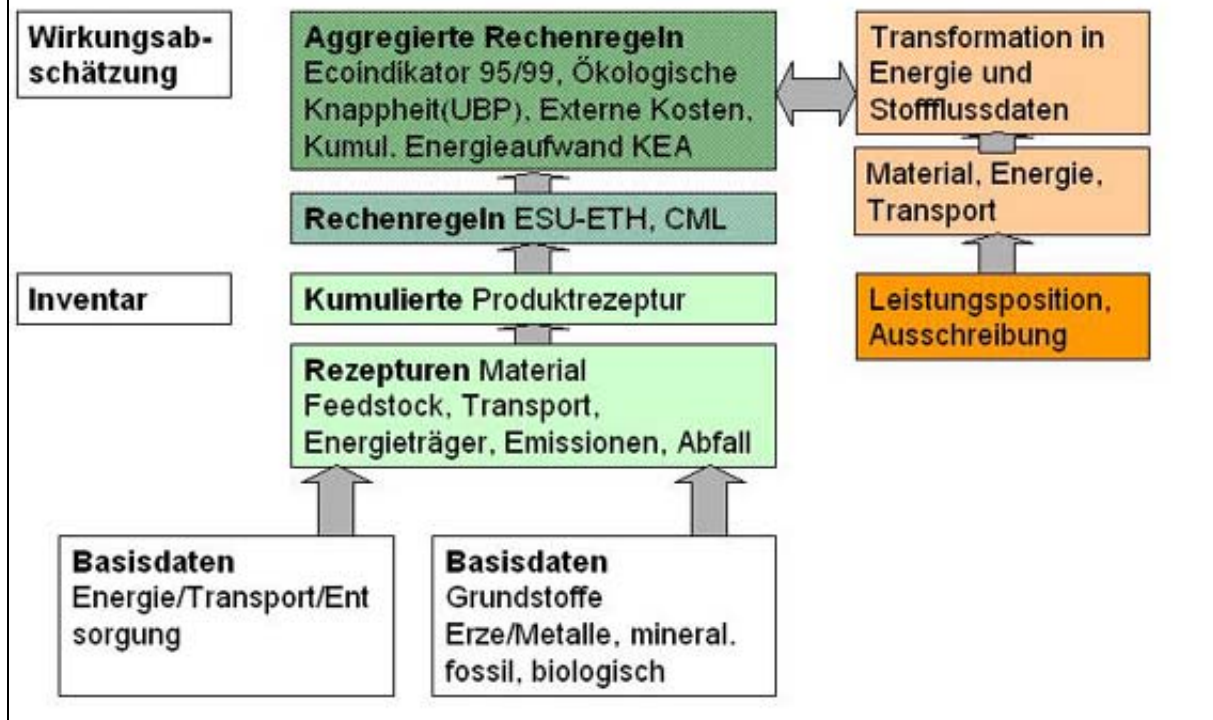 Wirkungsab-
schätzung
Aggregierte Rechenregeln
Ecoindikator 95/99, Ökologische
Knappheit(UBP), Externe Kosten,
Kumul. Energieaufwand KEA
Transformation in
Energie und
Stoffflussdaten
Material, Energie,
Transport
Rechenregeln ESU-ETH, CML
Inventar
Kumulierte Produktrezeptur
Leistungsposition,
Ausschreibung
Rezepturen Material
Feedstock, Transport,
Energieträger, Emissionen, Abfall
Basisdaten
Energie/Transport/Ent
sorgung
Basisdaten
Grundstoffe
Erze/Metalle, mineral.
fossil, biologisch